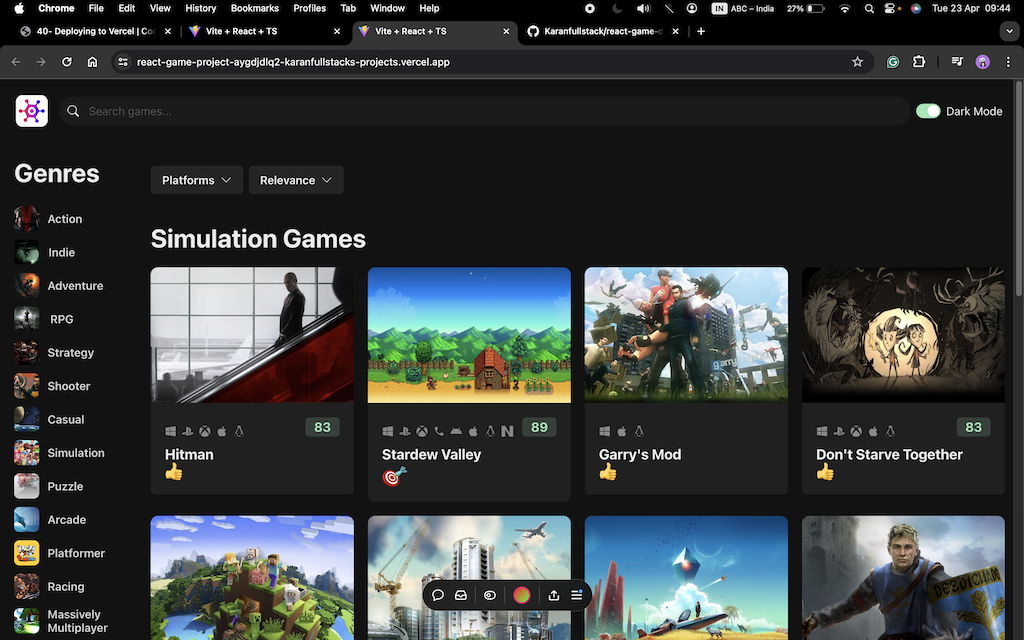 Chrome File Edit View History Bookmarks Profiles Tab Window Help IN ABC – India 27% Tue 23 Apr 09:44
40- Deploying to Vercel | Co Vite + React + TS Vite + React + TS Karanfullstack/react-game-
react-game-project-aygdjdlq2-karanfullstacks-projects.vercel.app
Search games...
Dark Mode
Genres
Platforms Relevance
Simulation Games
Action
Indie
Adventure
RPG
Strategy
Shooter
Casual
Simulation
Puzzle
Arcade
Platformer
Racing
Massively
Multiplayer
83
Hitman
N 89
Stardew Valley
Garry's Mod
83
Don't Starve Together